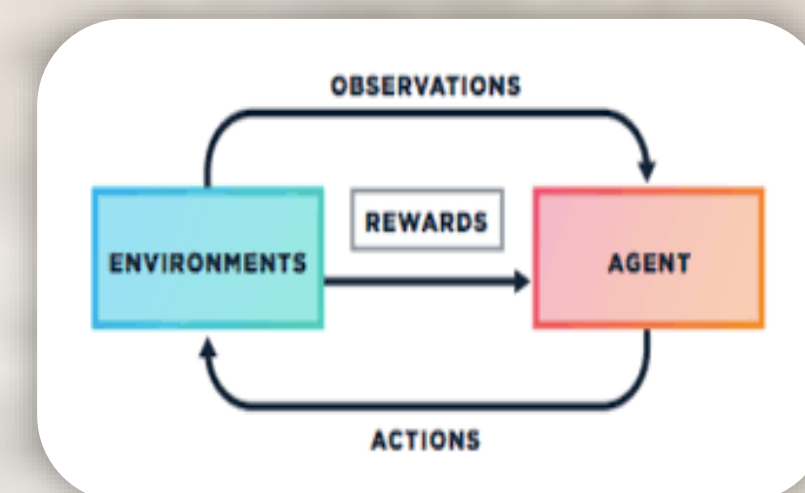 OBSERVATIONS
REWARDS
ENVIRONMENTS
AGENT
ACTIONS